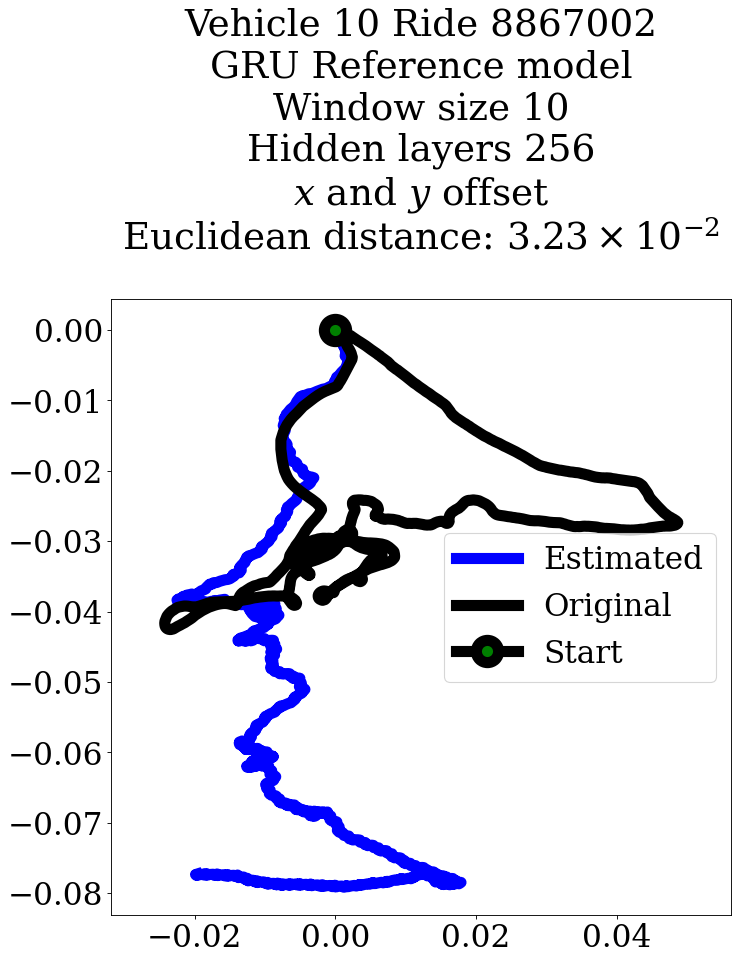 Vehicle 10 Ride 8867002
GRU Reference model
Window size 10
Hidden layers 256
x and y offset
Euclidean distance: 3.23 × 10⁻²
0.00
−0.01
−0.02
−0.03
−0.04
−0.05
−0.06
−0.07
−0.08
Estimated
Original
Start
−0.02 0.00 0.02 0.04